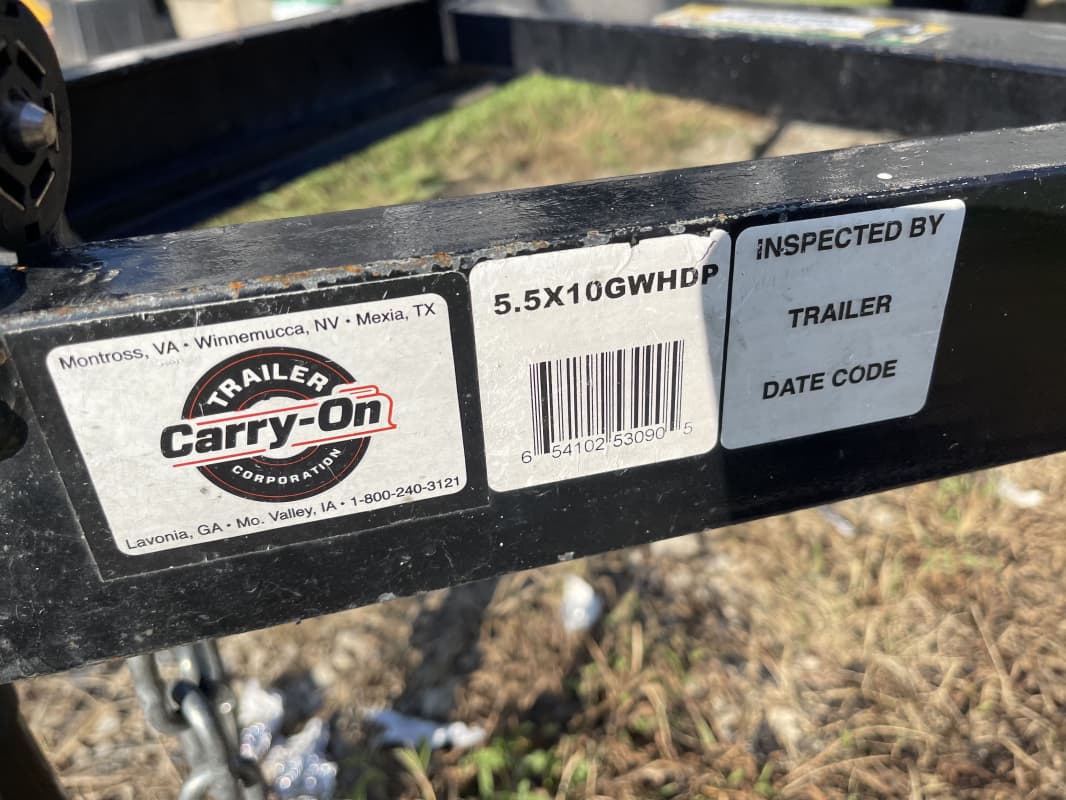 Montross, VA • Winnemucca, NV • Mexia, TX
TRAILER
Carry-On
CORPORATION
Lavonia, GA • Mo. Valley, IA • 1-800-240-3121
5.5X10GWHDP
6 54102 53090 5
INSPECTED BY
TRAILER
DATE CODE